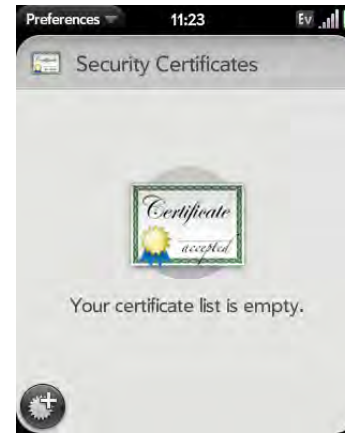 Preferences 11:23 Ev
Security Certificates
Certificate
accepted
Your certificate list is empty.